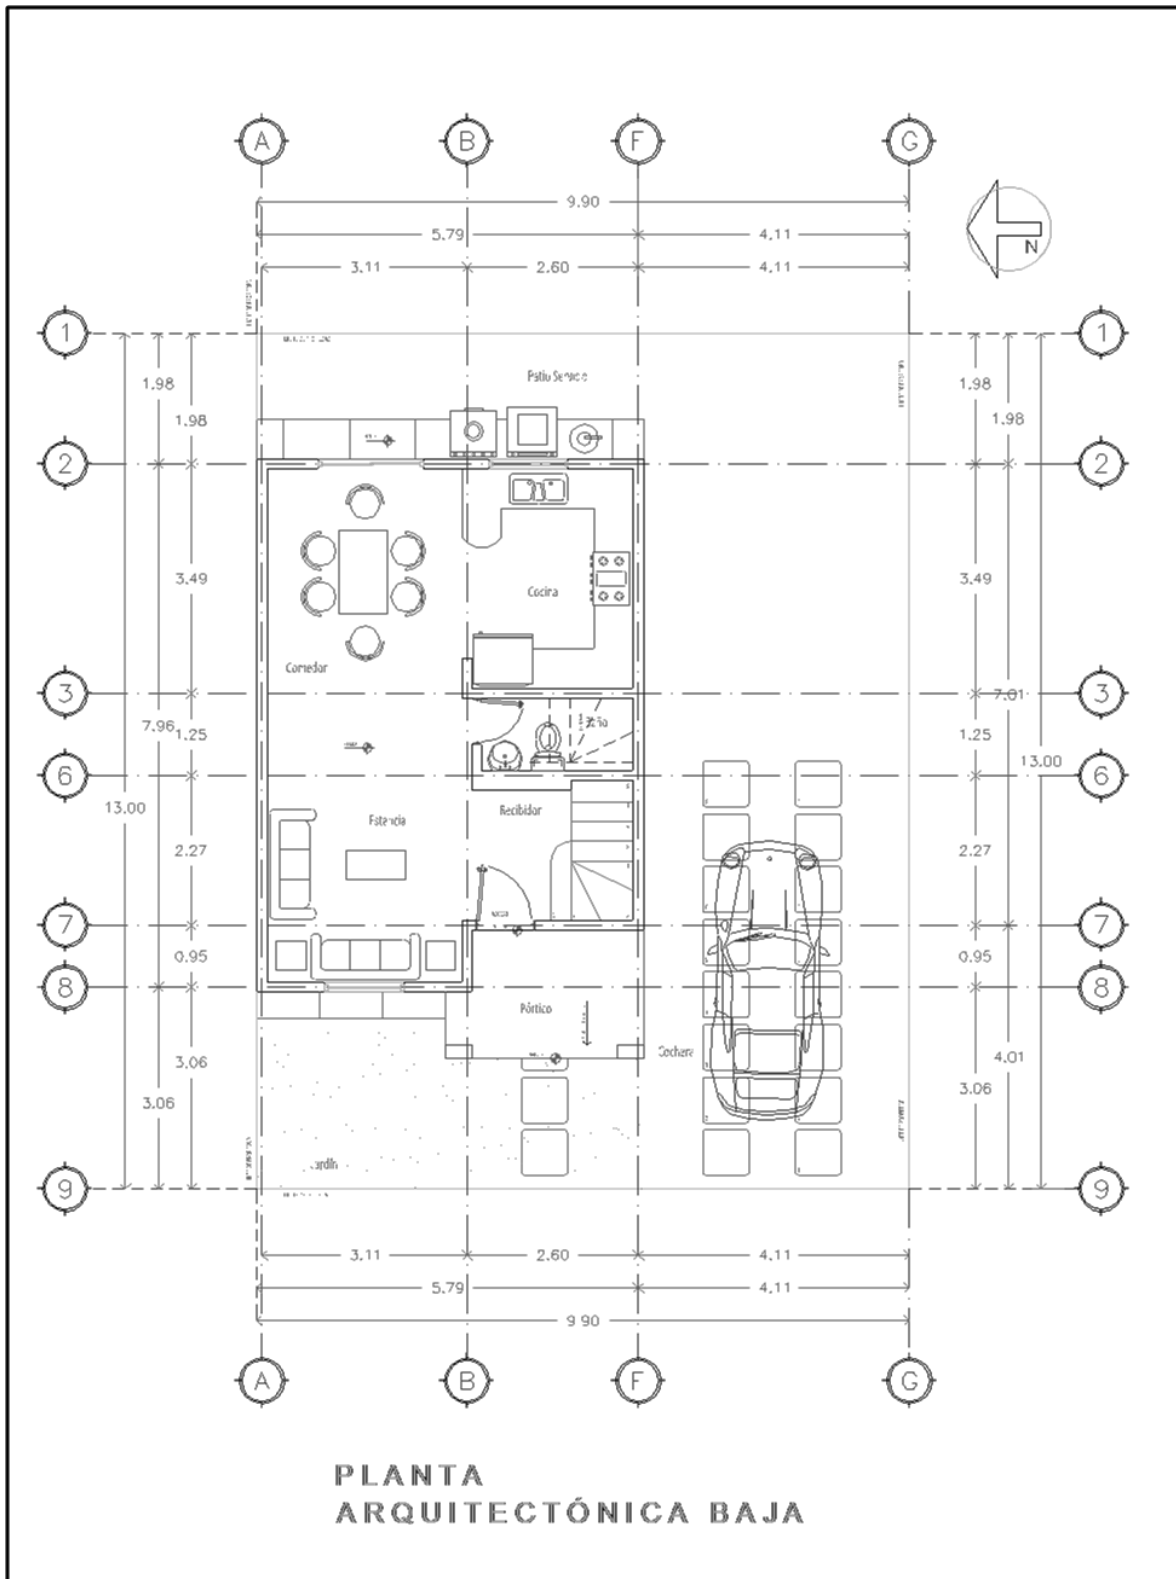 A B F G
9.90
5.79 4.11
3.11 2.60 4.11
N
1 1
1.98 1.98
1.98 1.98
Patio Servicio
2 2
3.49 3.49
Cocina
Comedor
3 3
7.96 7.01
1.25 1.25
Baño
6 6
13.00 13.00
Estancia
Recibidor
2.27 2.27
7 7
0.95 0.95
8 8
Pórtico
Cochera
3.06 4.01
3.06 3.06
Jardín
9 9
3.11 2.60 4.11
5.79 4.11
9.90
A B F G
PLANTA
ARQUITECTÓNICA BAJA